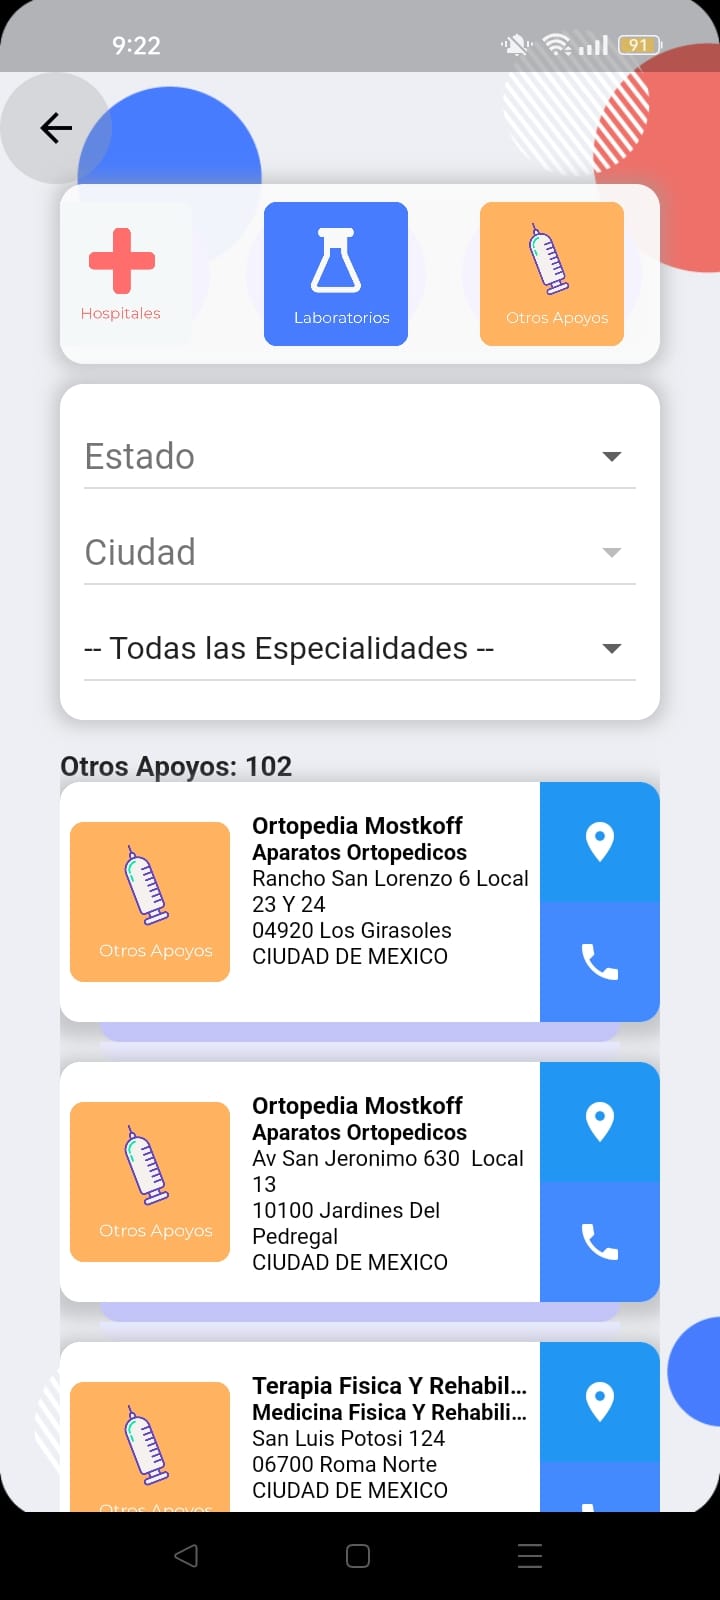 9:22
91
Hospitales
Laboratorios
Otros Apoyos
Estado
Ciudad
-- Todas las Especialidades --
Otros Apoyos: 102
Ortopedia Mostkoff
Aparatos Ortopedicos
Rancho San Lorenzo 6 Local
23 Y 24
04920 Los Girasoles
CIUDAD DE MEXICO
Otros Apoyos
Ortopedia Mostkoff
Aparatos Ortopedicos
Av San Jeronimo 630  Local
13
10100 Jardines Del
Pedregal
CIUDAD DE MEXICO
Otros Apoyos
Terapia Fisica Y Rehabil...
Medicina Fisica Y Rehabili...
San Luis Potosi 124
06700 Roma Norte
CIUDAD DE MEXICO
Otros Apoyos